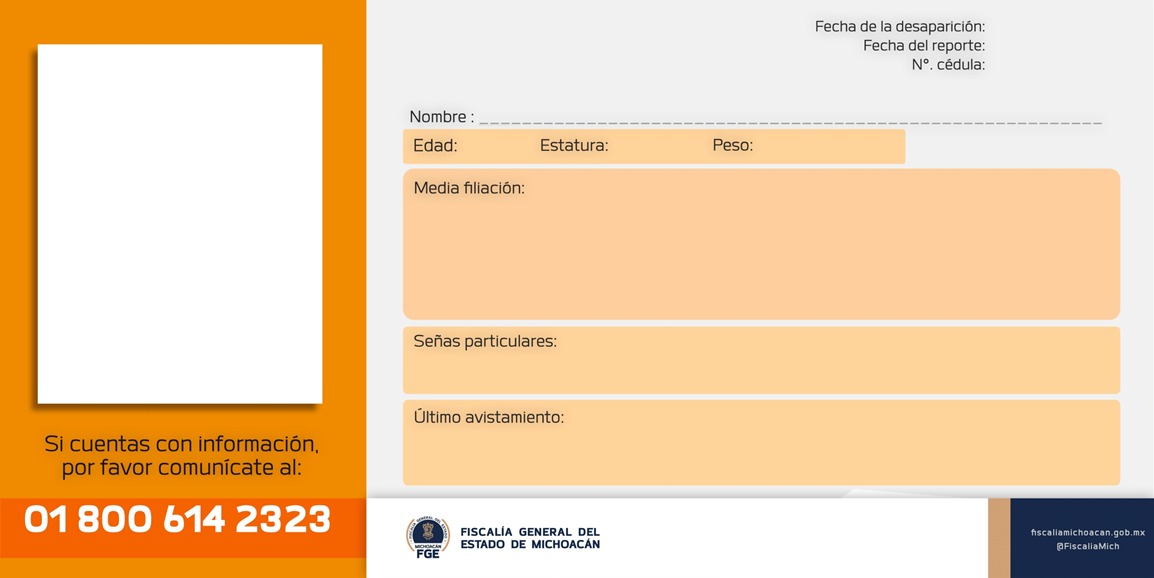 Fecha de la desaparición:
Fecha del reporte:
N°. cédula:
Nombre :
Edad: Estatura: Peso:
Media filiación:
Señas particulares:
Último avistamiento:
Si cuentas con información,
por favor comunícate al:
01 800 614 2323
MICHOACÁN
FGE
FISCALÍA GENERAL DEL
ESTADO DE MICHOACÁN
fiscaliamichoacan.gob.mx
@FiscaliaMich